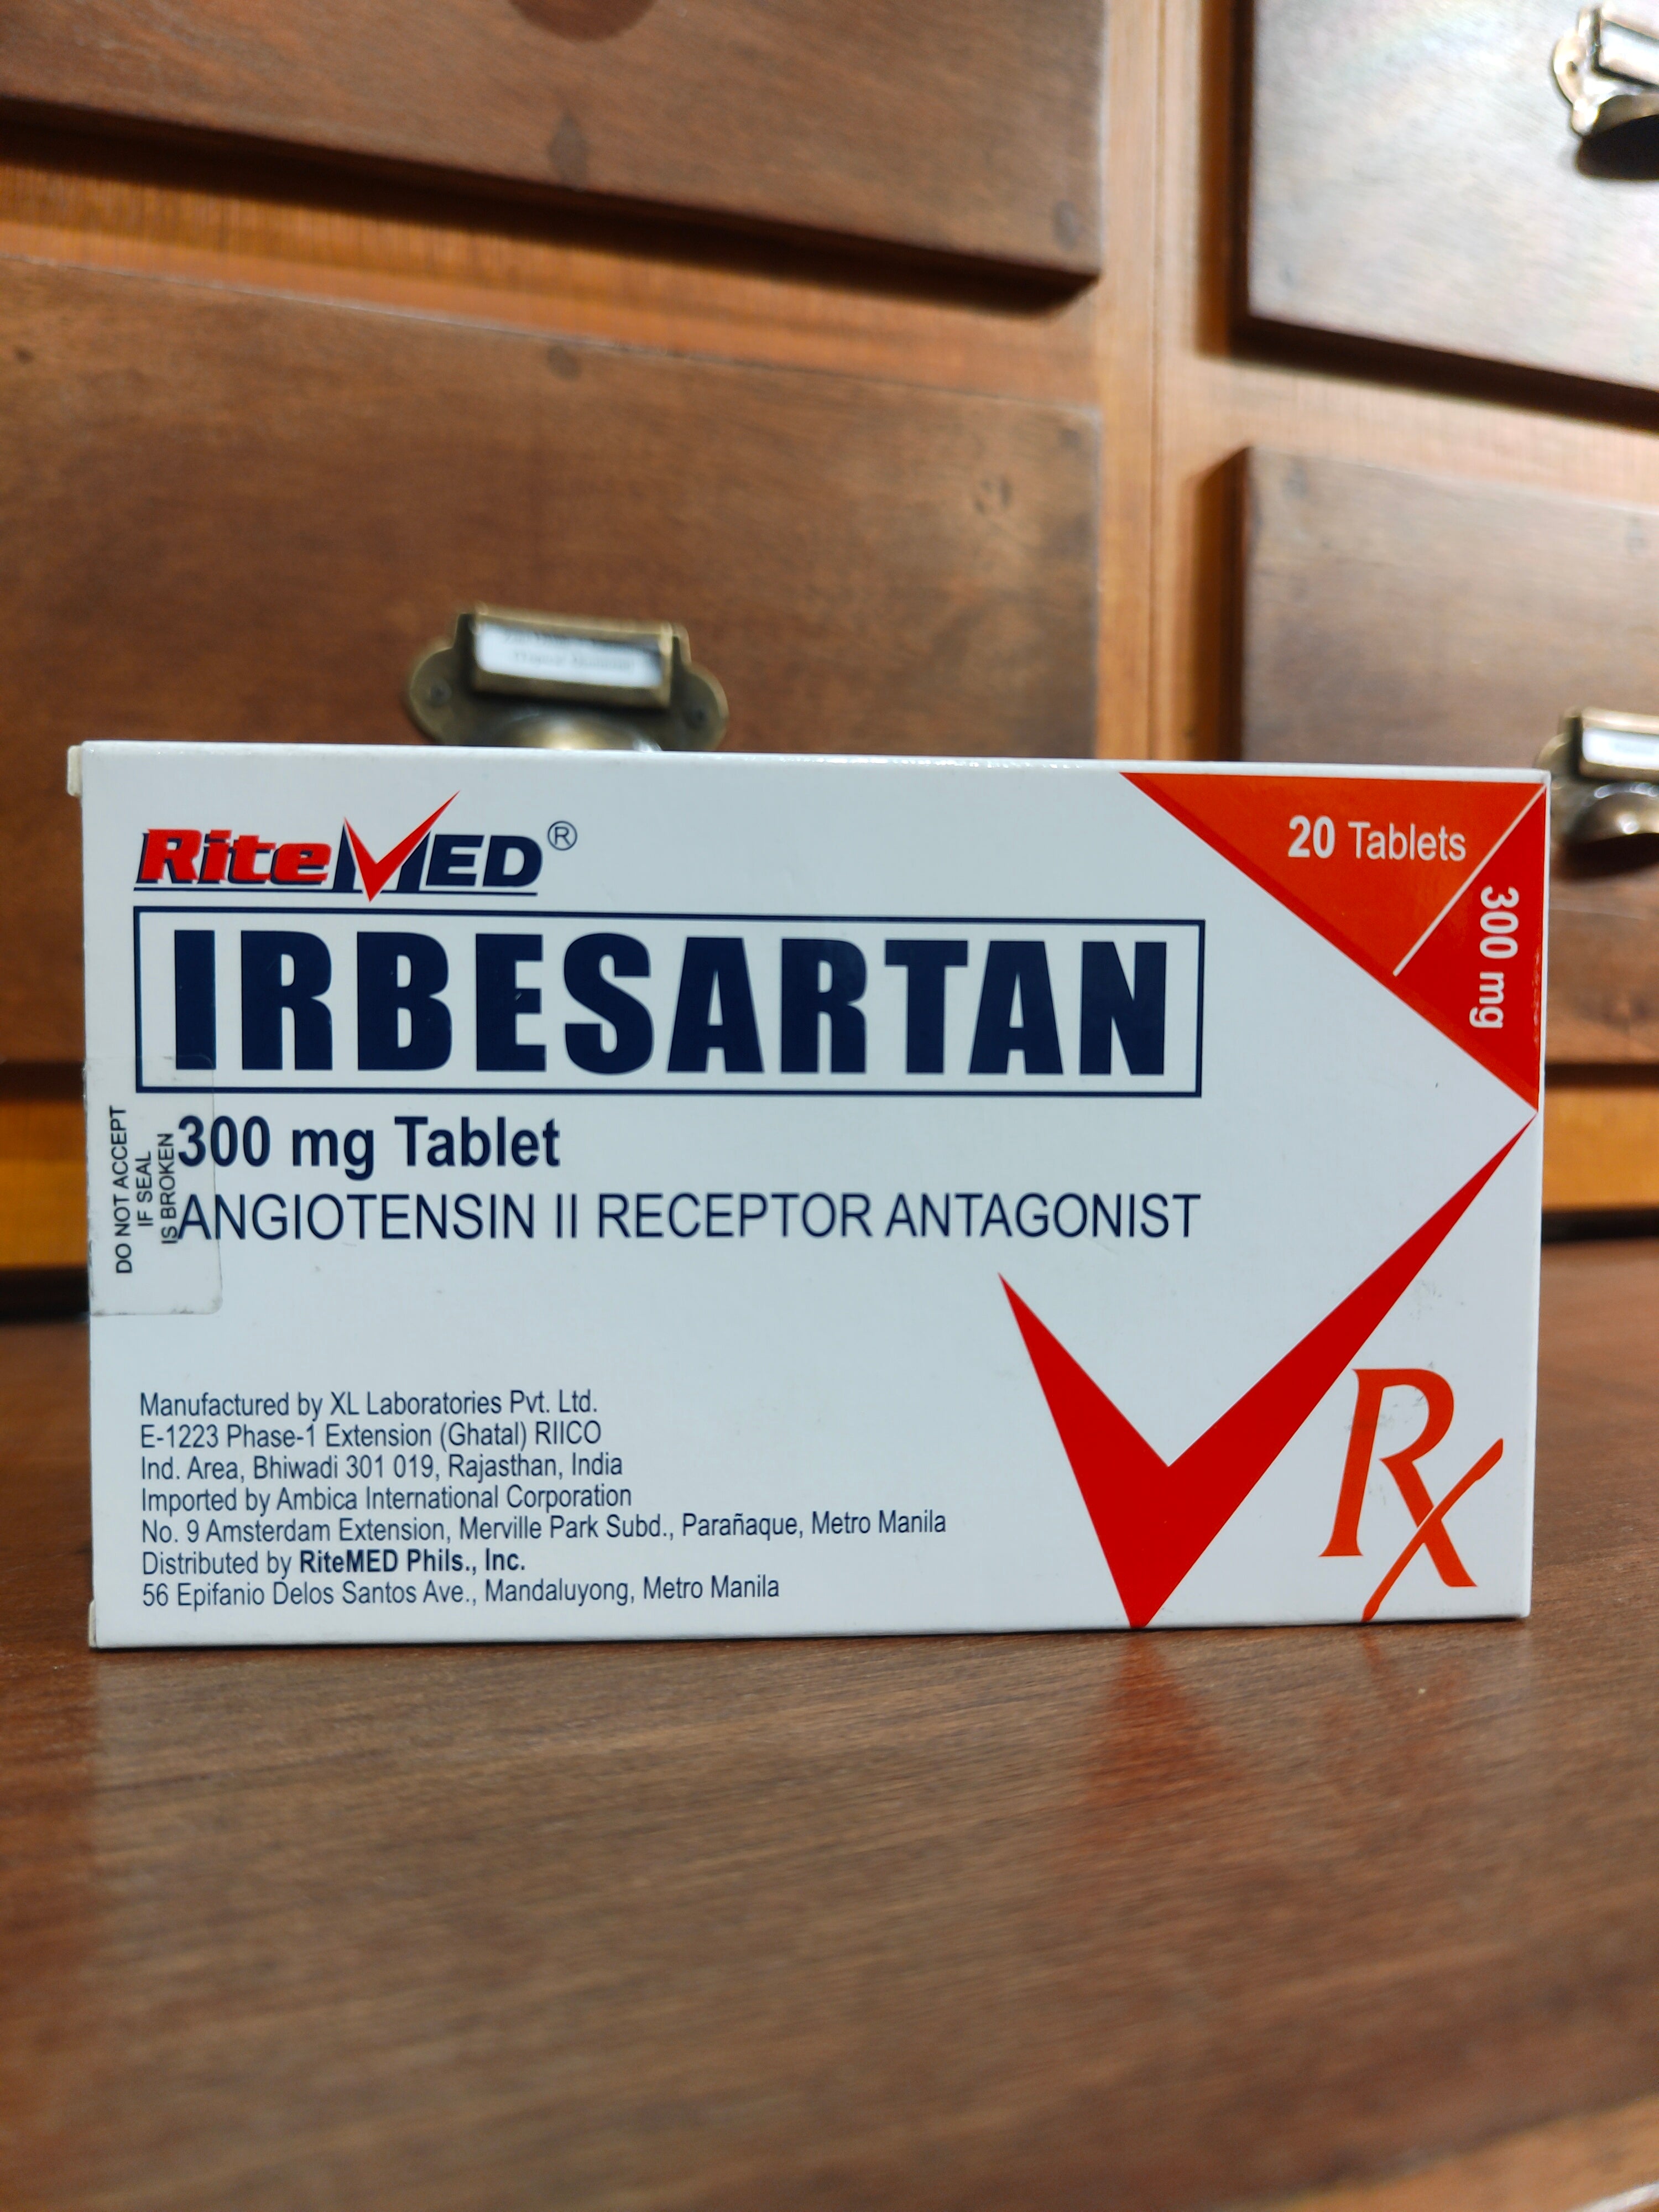 RiteMED®
20 Tablets
300 mg
IRBESARTAN
300 mg Tablet
ANGIOTENSIN II RECEPTOR ANTAGONIST
DO NOT ACCEPT
IF SEAL
IS BROKEN
Manufactured by XL Laboratories Pvt. Ltd.
E-1223 Phase-1 Extension (Ghatal) RIICO
Ind. Area, Bhiwadi 301 019, Rajasthan, India
Imported by Ambica International Corporation
No. 9 Amsterdam Extension, Merville Park Subd., Parañaque, Metro Manila
Distributed by RiteMED Phils., Inc.
56 Epifanio Delos Santos Ave., Mandaluyong, Metro Manila
Rx